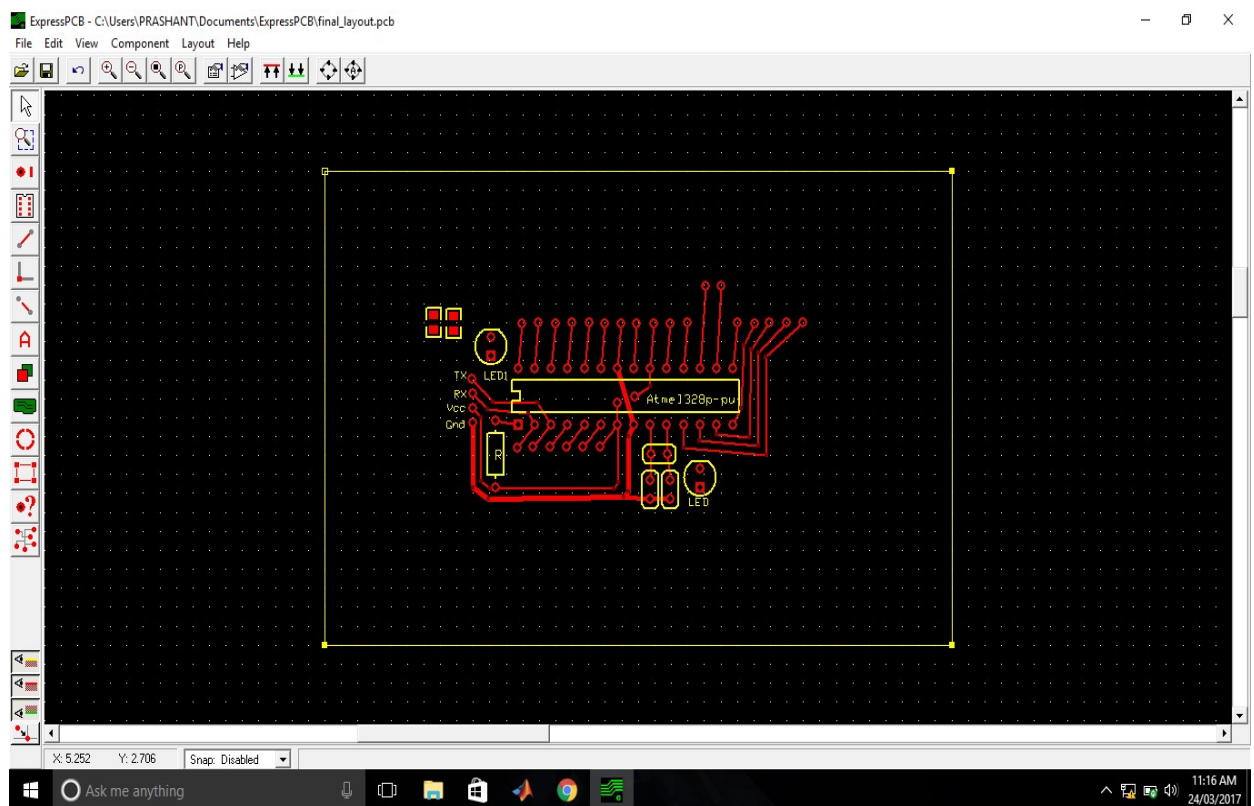 ExpressPCB - C:\Users\PRASHANT\Documents\ExpressPCB\final_layout.pcb
File Edit View Component Layout Help
TX LED1
RX
Vcc
Gnd
Atmel328p-pu
R
LED
X: 5.252 Y: 2.706 Snap: Disabled
Ask me anything
11:16 AM
24/03/2017